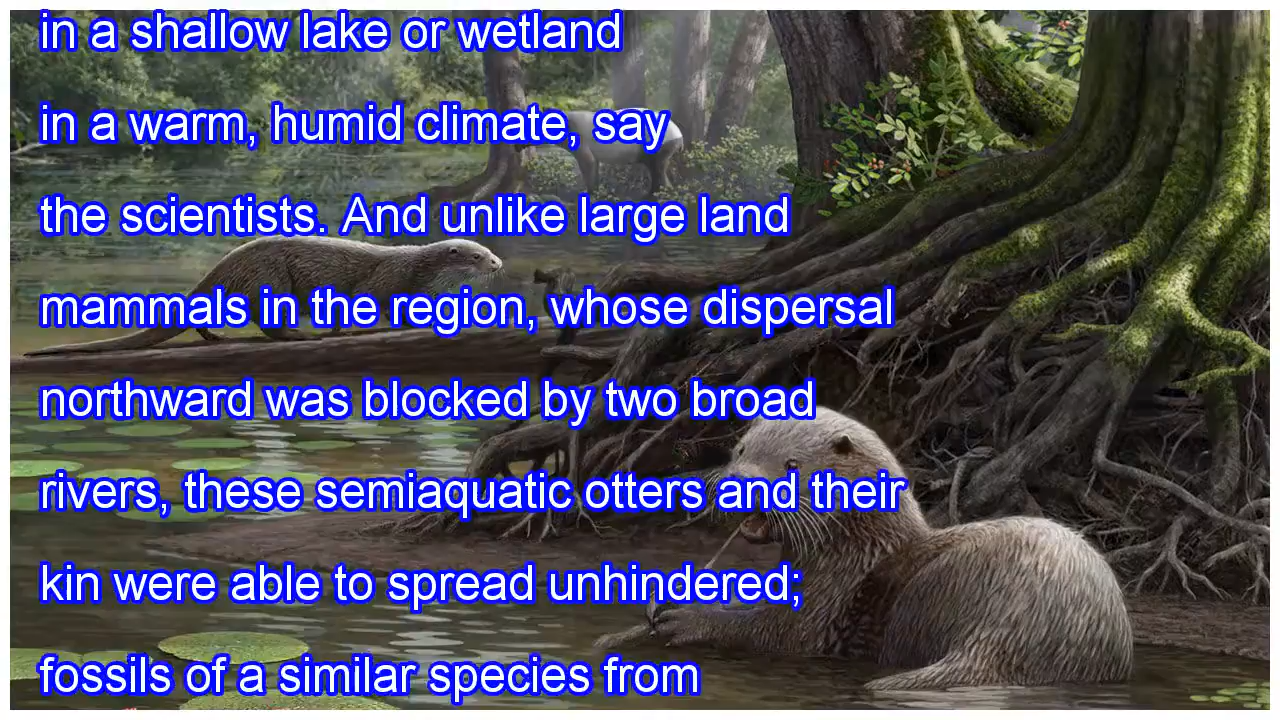 in a shallow lake or wetland
in a warm, humid climate, say
the scientists. And unlike large land
mammals in the region, whose dispersal
northward was blocked by two broad
rivers, these semiaquatic otters and their
kin were able to spread unhindered;
fossils of a similar species from